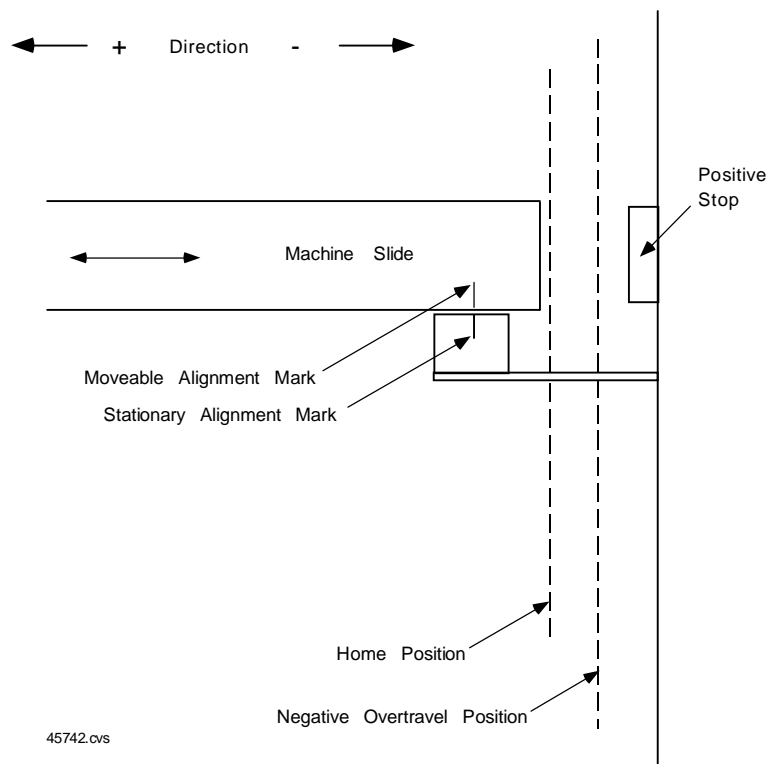 + Direction -
Positive
Stop
Machine Slide
Moveable Alignment Mark
Stationary Alignment Mark
Home Position
Negative Overtravel Position
45742.cvs